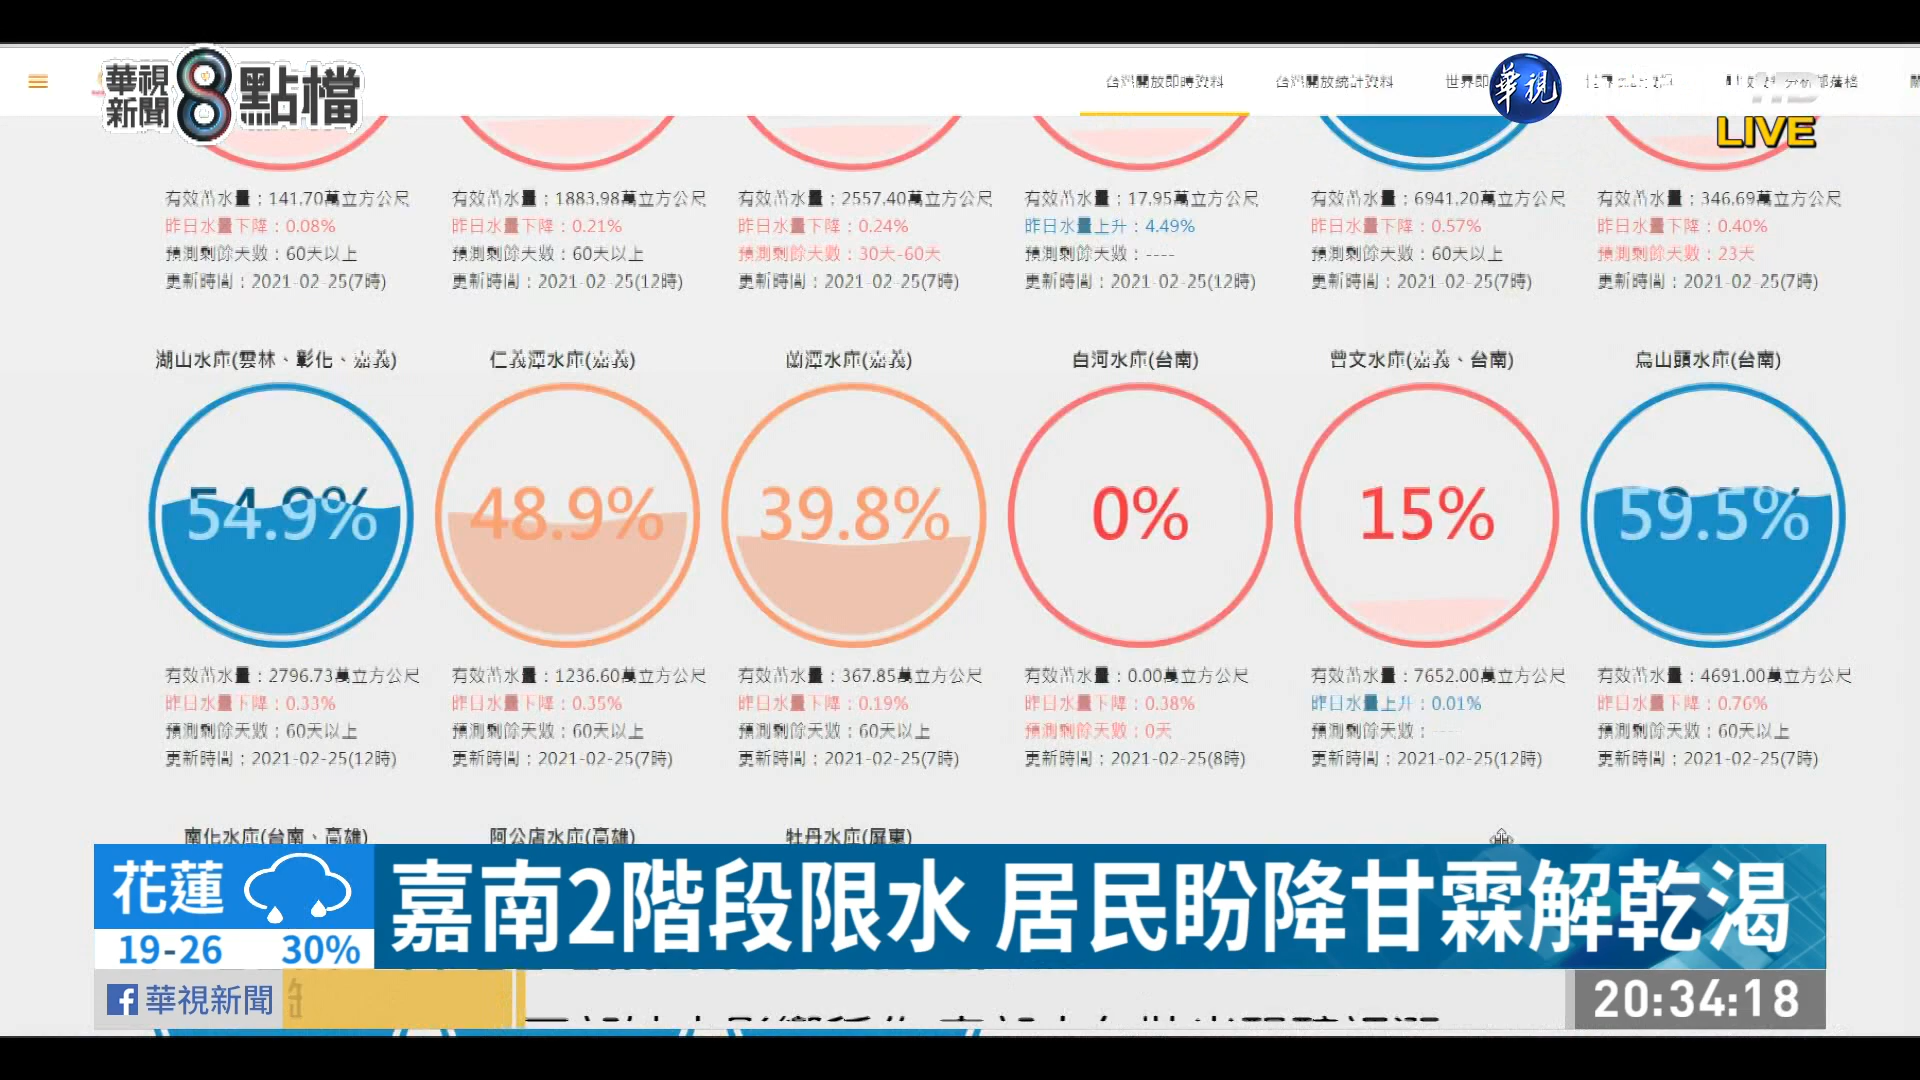 華視新聞 8點檔
台灣開放即時資料 台灣開放統計資料 世界即
華視
LIVE
有效蓄水量：141.70萬立方公尺
昨日水量下降：0.08%
預測剩餘天數：60天以上
更新時間：2021-02-25(7時)
有效蓄水量：1883.98萬立方公尺
昨日水量下降：0.21%
預測剩餘天數：60天以上
更新時間：2021-02-25(12時)
有效蓄水量：2557.40萬立方公尺
昨日水量下降：0.24%
預測剩餘天數：30天-60天
更新時間：2021-02-25(7時)
有效蓄水量：17.95萬立方公尺
昨日水量上升：4.49%
預測剩餘天數：----
更新時間：2021-02-25(12時)
有效蓄水量：6941.20萬立方公尺
昨日水量下降：0.57%
預測剩餘天數：60天以上
更新時間：2021-02-25(7時)
有效蓄水量：346.69萬立方公尺
昨日水量下降：0.40%
預測剩餘天數：23天
更新時間：2021-02-25(7時)
湖山水庫(雲林、彰化、嘉義)
54.9%
有效蓄水量：2796.73萬立方公尺
昨日水量下降：0.33%
預測剩餘天數：60天以上
更新時間：2021-02-25(12時)
仁義潭水庫(嘉義)
48.9%
有效蓄水量：1236.60萬立方公尺
昨日水量下降：0.35%
預測剩餘天數：60天以上
更新時間：2021-02-25(7時)
蘭潭水庫(嘉義)
39.8%
有效蓄水量：367.85萬立方公尺
昨日水量下降：0.19%
預測剩餘天數：60天以上
更新時間：2021-02-25(7時)
白河水庫(台南)
0%
有效蓄水量：0.00萬立方公尺
昨日水量下降：0.38%
預測剩餘天數：0天
更新時間：2021-02-25(8時)
曾文水庫(嘉義、台南)
15%
有效蓄水量：7652.00萬立方公尺
昨日水量上升：0.01%
預測剩餘天數：----
更新時間：2021-02-25(12時)
烏山頭水庫(台南)
59.5%
有效蓄水量：4691.00萬立方公尺
昨日水量下降：0.76%
預測剩餘天數：60天以上
更新時間：2021-02-25(7時)
南化水庫(台南、高雄)
阿公店水庫(高雄)
牡丹水庫(屏東)
花蓮
19-26 30%
嘉南2階段限水 居民盼降甘霖解乾渴
華視新聞
20:34:18